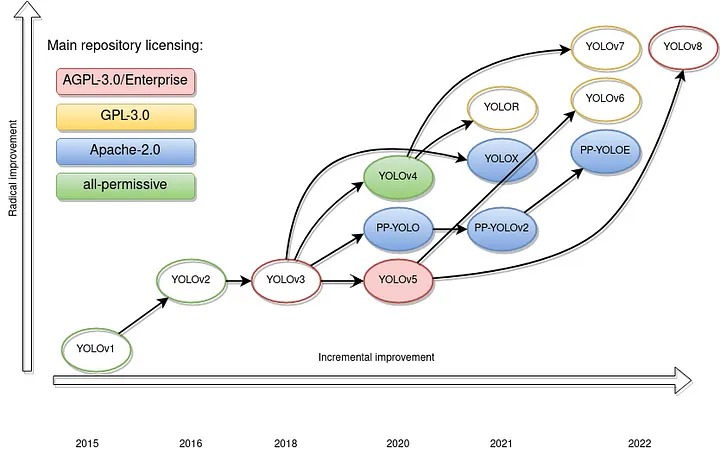 Main repository licensing:
AGPL-3.0/Enterprise
GPL-3.0
Apache-2.0
all-permissive
Radical improvement
YOLOv7
YOLOv8
YOLOR
YOLOv6
YOLOX
PP-YOLOE
YOLOv4
PP-YOLO
PP-YOLOv2
YOLOv2
YOLOv3
YOLOv5
YOLOv1
Incremental improvement
2015 2016 2018 2020 2021 2022